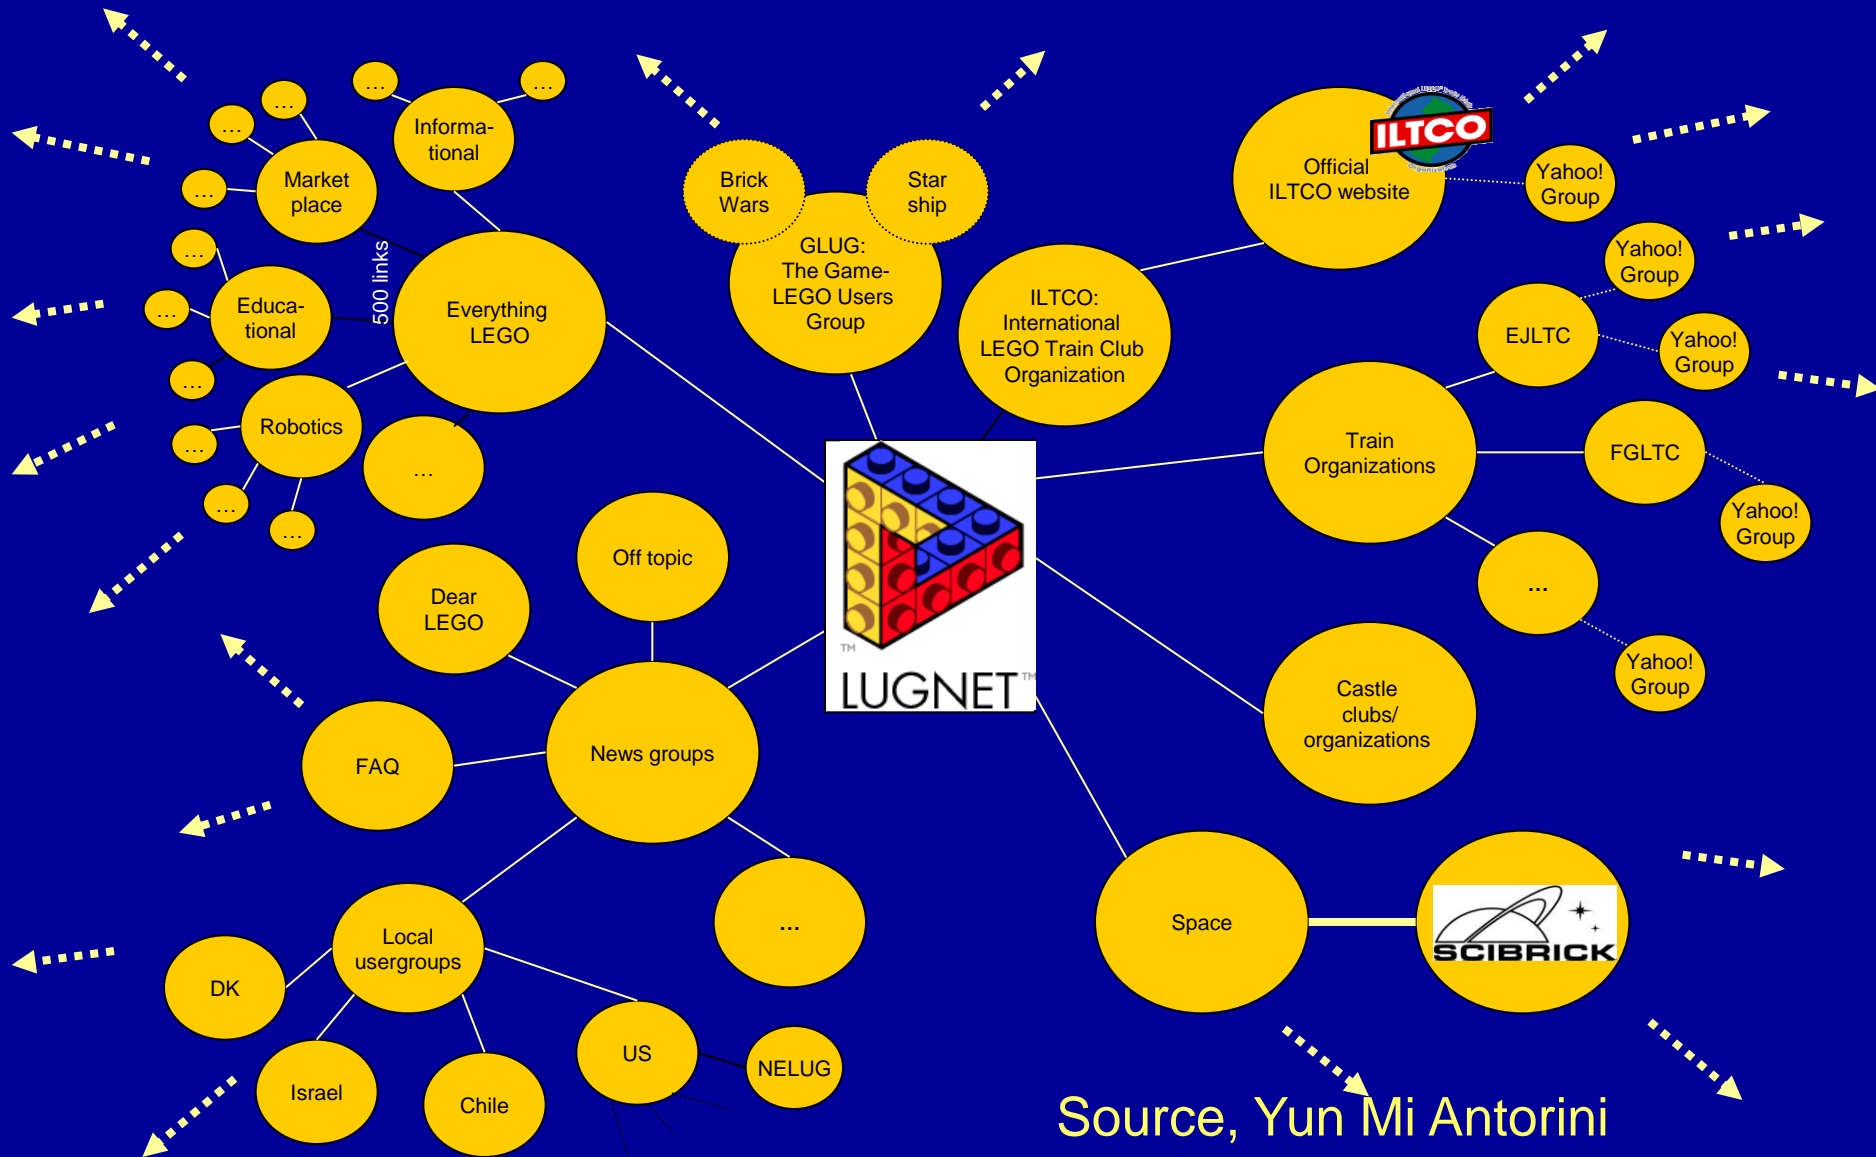 ...
...
Informa-
tional
...
...
...
Market
place
...
Educa-
tional
...
...
500 links
Everything
LEGO
Robotics
...
...
...
...
Brick
Wars
Star
ship
GLUG:
The Game-
LEGO Users
Group
ILTCO:
International
LEGO Train Club
Organization
Official
ILTCO website
ILTCO
Yahoo!
Group
Yahoo!
Group
EJLTC
Yahoo!
Group
Train
Organizations
FGLTC
Yahoo!
Group
...
Yahoo!
Group
LUGNET™
TM
Off topic
Dear
LEGO
FAQ
News groups
...
Local
usergroups
DK
Israel
Chile
US
NELUG
Castle
clubs/
organizations
Space
SCIBRICK
Source, Yun Mi Antorini